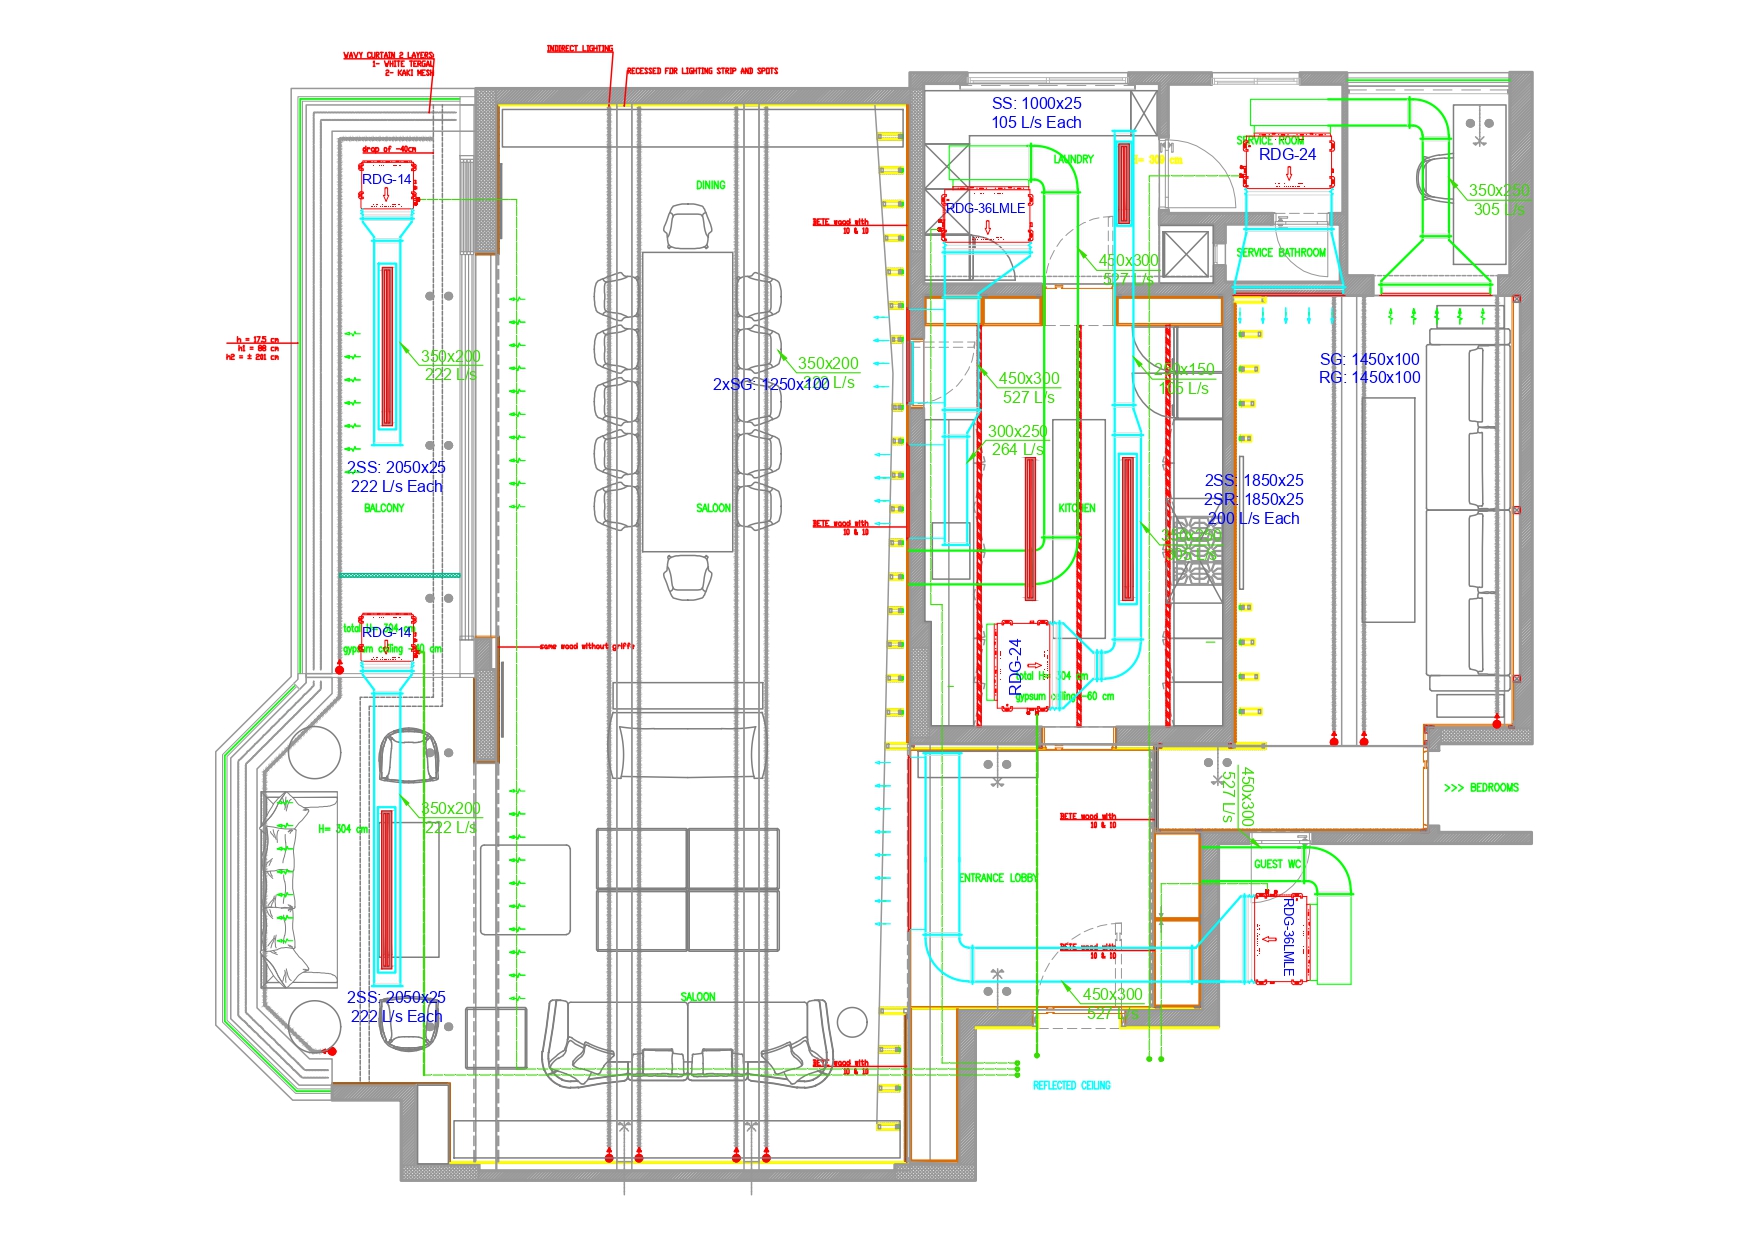 WAVY CURTAIN 2 LAYERS
1- WHITE TERGAL
2- KAKI MESH
INDIRECT LIGHTING
RECESSED FOR LIGHTING STRIP AND SPOTS
SS: 1000x25
105 L/s Each
SERVICE ROOM
RDG-24
LAUNDRY
drop of -40cm
RDG-14
DINING
RDG-36LMLE
350x250
305 L/s
BETE wood with
10 & 10
SERVICE BATHROOM
450x300
527 L/s
h = 17.5 cm
h1 = 88 cm
h2 = ± 201 cm
350x200
222 L/s
350x200
2xSG: 1250x100
450x300
527 L/s
SG: 1450x100
RG: 1450x100
300x250
264 L/s
2SS: 2050x25
222 L/s Each
BALCONY
SALOON
KITCHEN
2SS: 1850x25
2SR: 1850x25
200 L/s Each
BETE wood with
10 & 10
total H= 304 cm
RDG-14
gypsum ceiling -40 cm
same wood without griffe
RDG-24
total H= 304 cm
gypsum ceiling -60 cm
450x300
527 L/s
>>> BEDROOMS
350x200
222 L/s
H= 304 cm
BETE wood with
10 & 10
GUEST WC
ENTRANCE LOBBY
RDG-36LMLE
BETE wood with
10 & 10
SALOON
2SS: 2050x25
222 L/s Each
450x300
527 L/s
BETE wood with
10 & 10
REFLECTED CEILING